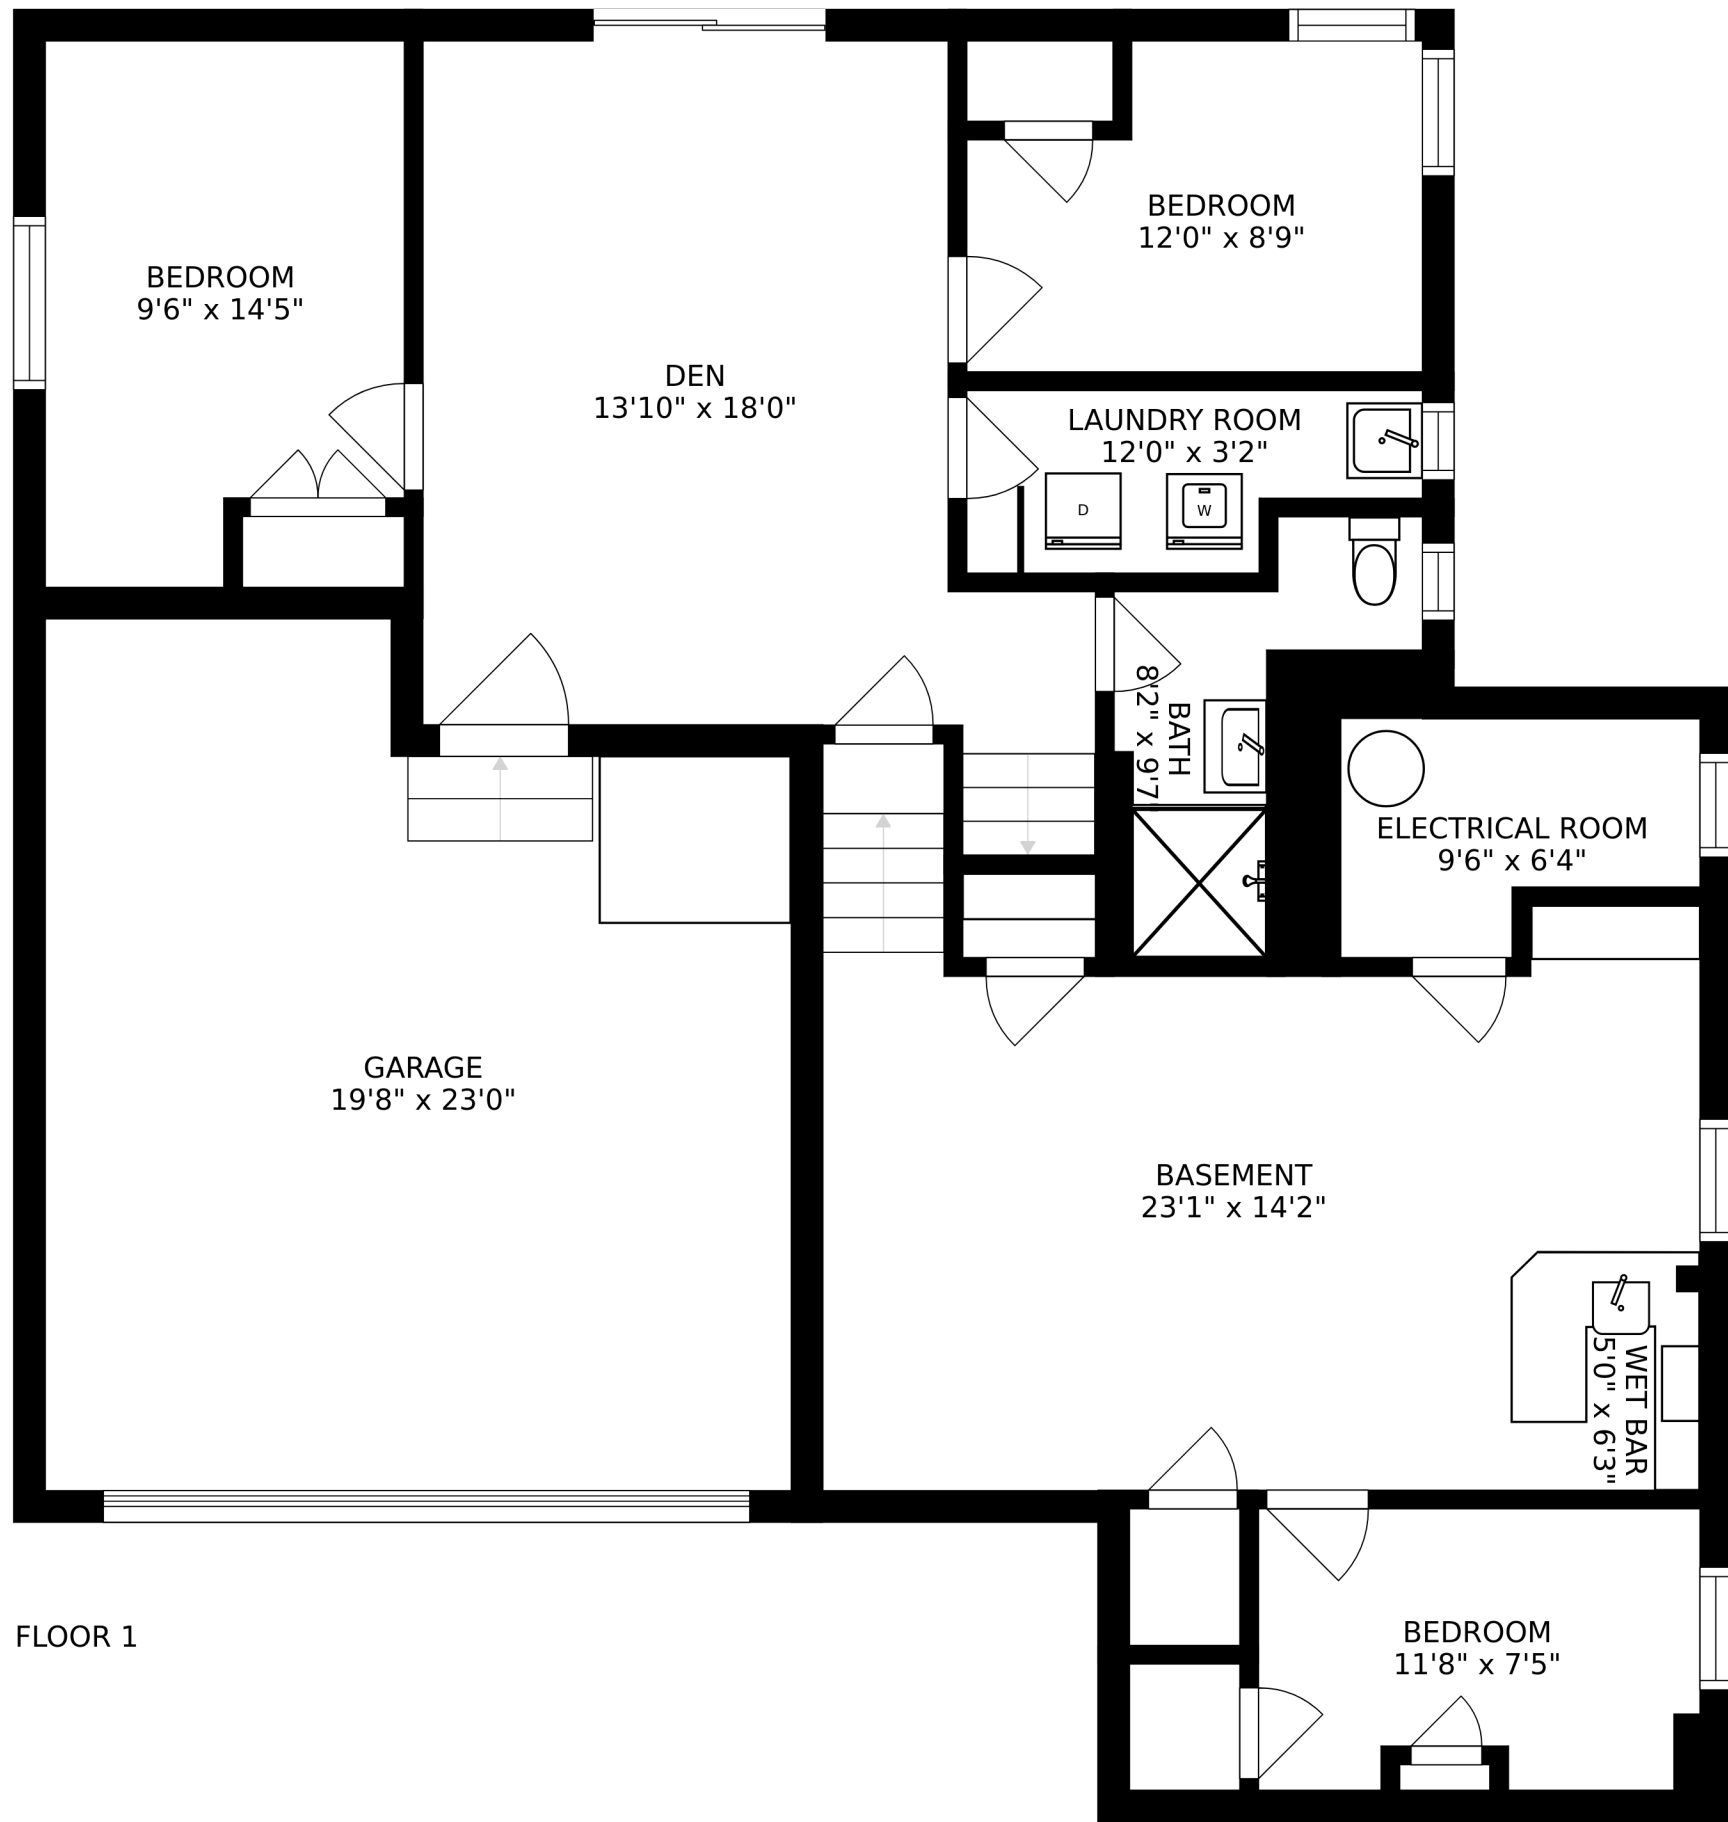 BEDROOM
12'0" x 8'9"
BEDROOM
9'6" x 14'5"
DEN
13'10" x 18'0"
LAUNDRY ROOM
12'0" x 3'2"
D
W
BATH
8'2" x 9'7
ELECTRICAL ROOM
9'6" x 6'4"
GARAGE
19'8" x 23'0"
BASEMENT
23'1" x 14'2"
WET BAR
5'0" x 6'3"
BEDROOM
11'8" x 7'5"
FLOOR 1